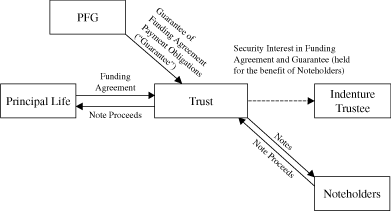 PFG
Guarantee of
Funding Agreement
Payment Obligations
("Guarantee")
Security Interest in Funding
Agreement and Guarantee (held
for the benefit of Noteholders)
Principal Life
Funding
Agreement
Note Proceeds
Trust
Indenture
Trustee
Notes
Note Proceeds
Noteholders